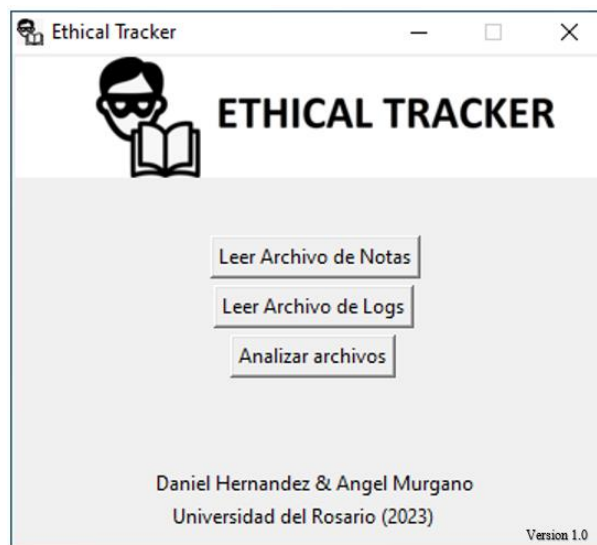 Ethical Tracker
ETHICAL TRACKER
Leer Archivo de Notas
Leer Archivo de Logs
Analizar archivos
Daniel Hernandez & Angel Murgano
Universidad del Rosario (2023)
Version 1.0